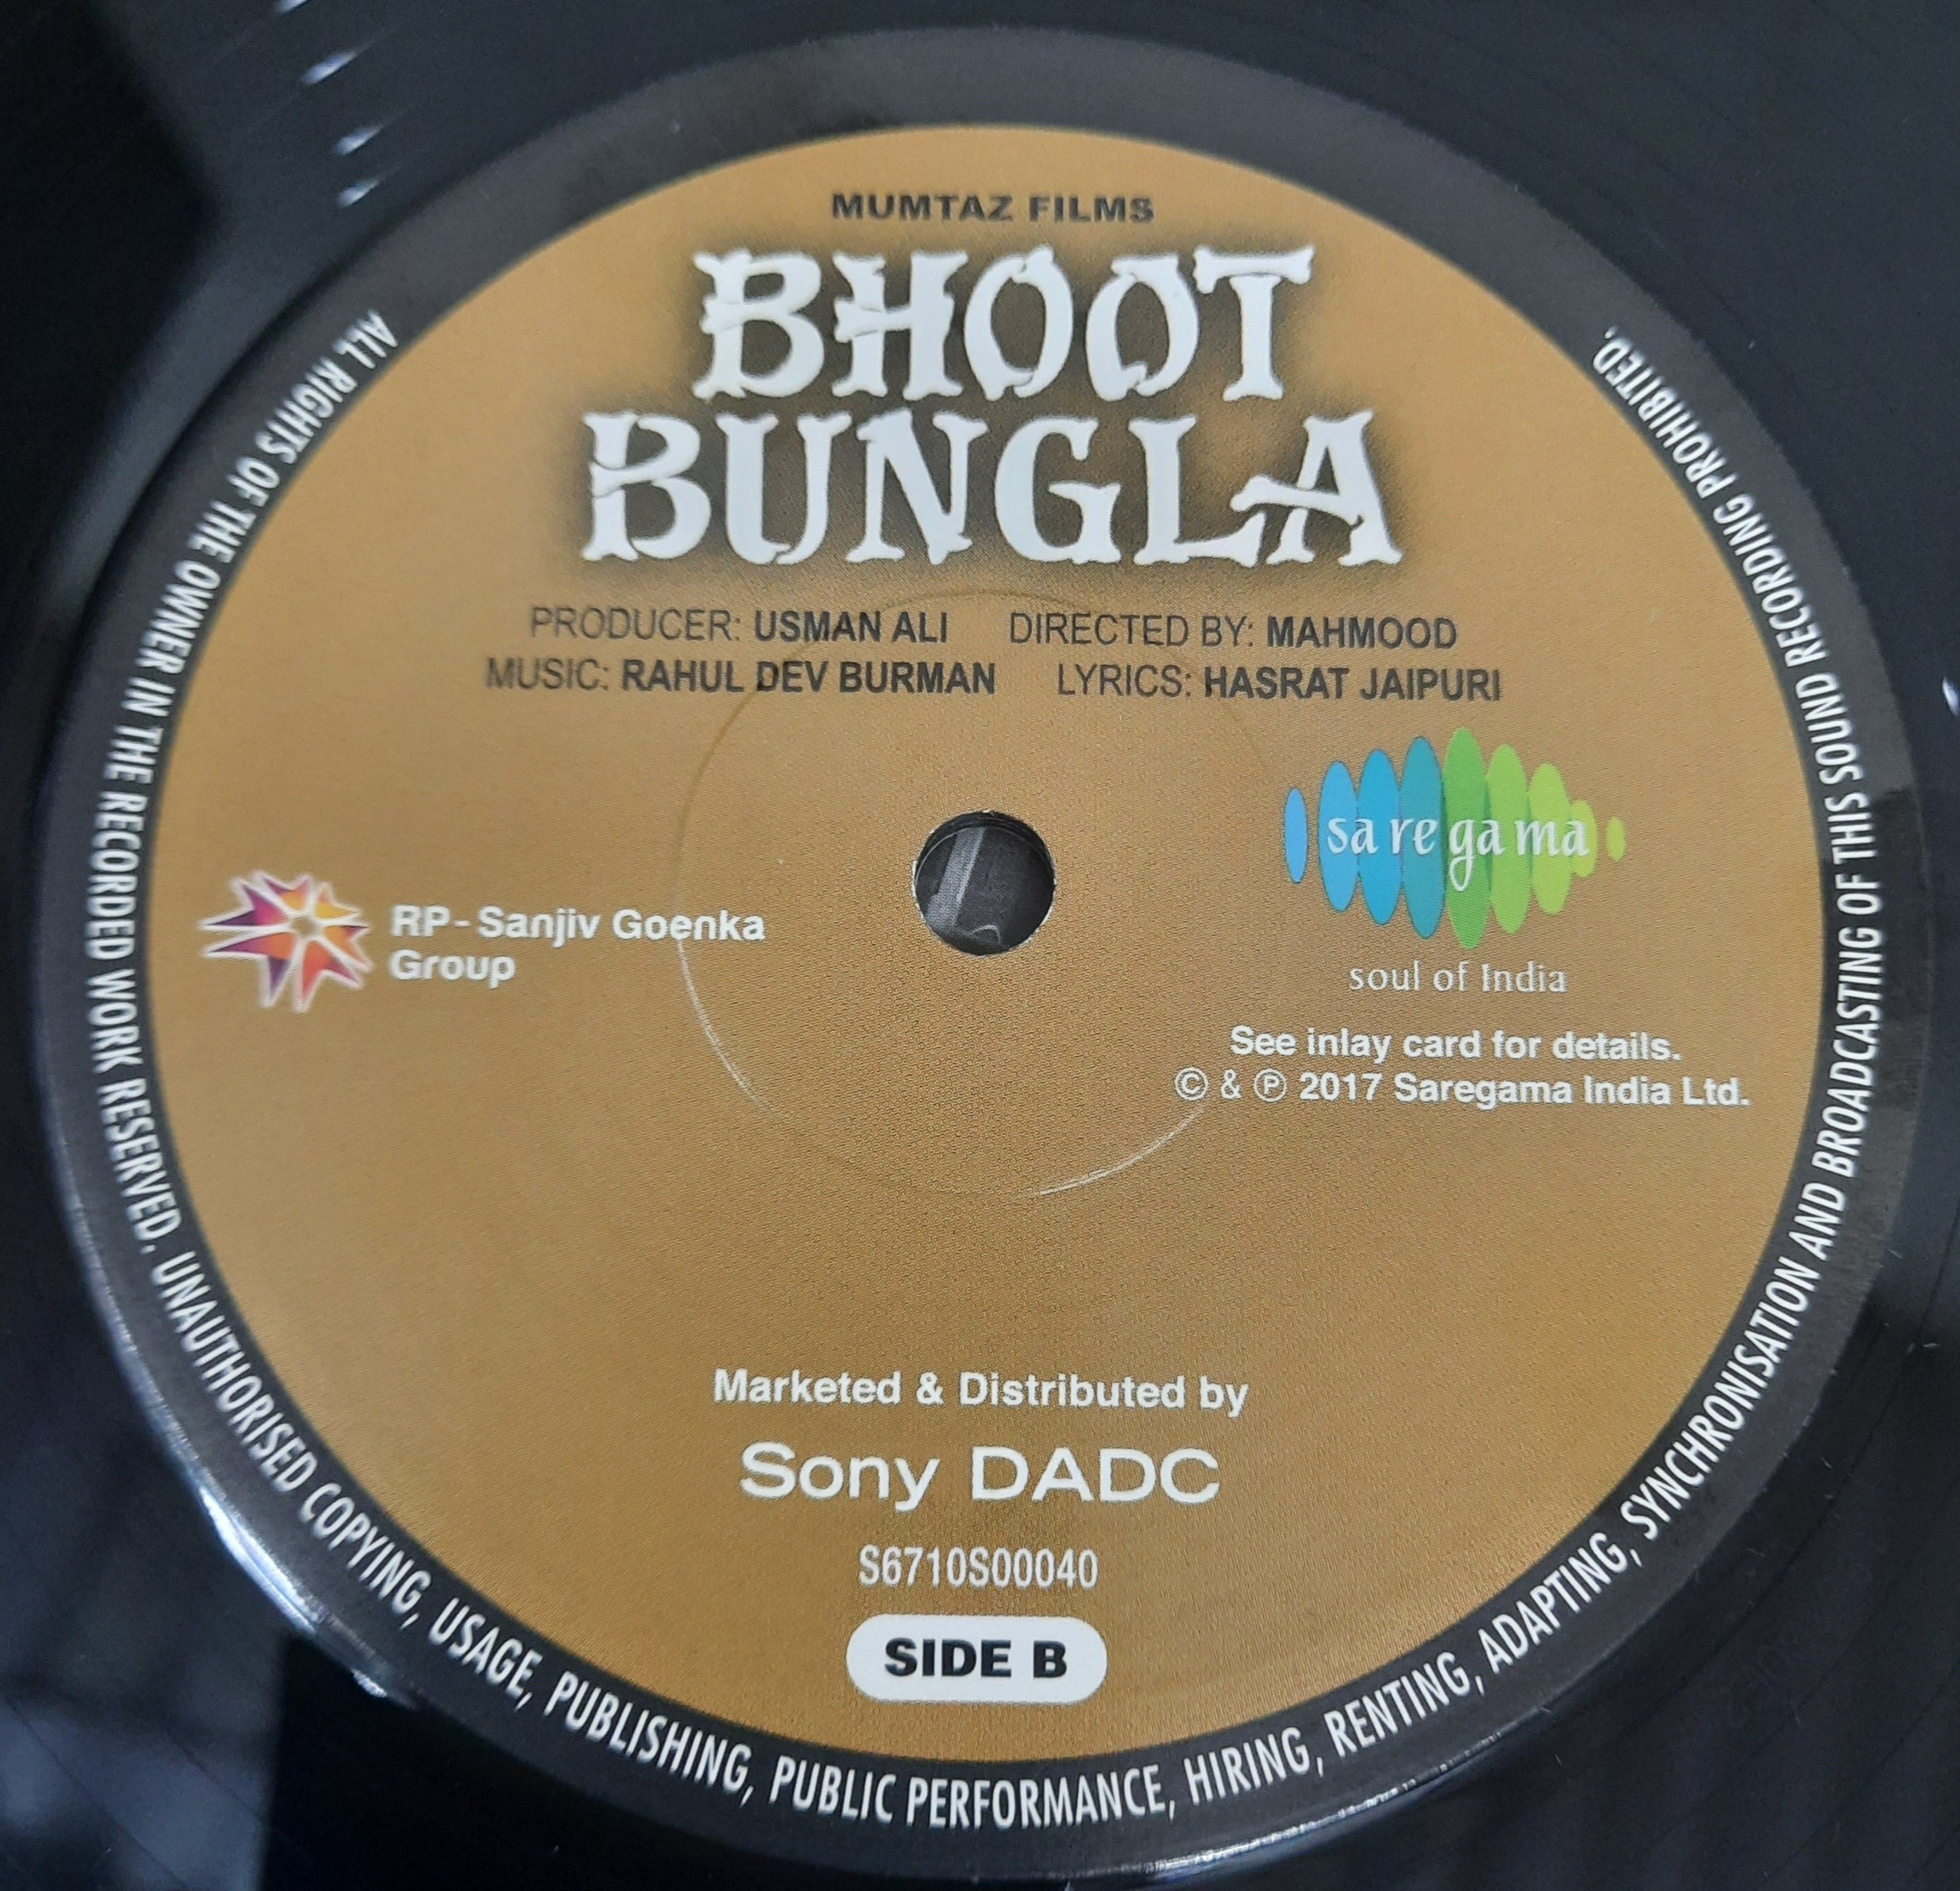 MUMTAZ FILMS
BHOOT
BUNGLA
PRODUCER: USMAN ALI DIRECTED BY: MAHMOOD
MUSIC: RAHUL DEV BURMAN LYRICS: HASRAT JAIPURI
sa re ga ma
soul of India
RP-Sanjiv Goenka
Group
See inlay card for details.
© & ℗ 2017 Saregama India Ltd.
Marketed & Distributed by
Sony DADC
S6710S00040
SIDE B
ALL RIGHTS OF THE OWNER IN THE RECORDED WORK RESERVED. UNAUTHORISED COPYING, USAGE, PUBLISHING, PUBLIC PERFORMANCE, HIRING, RENTING, ADAPTING, SYNCHRONISATION AND BROADCASTING OF THIS SOUND RECORDING PROHIBITED.